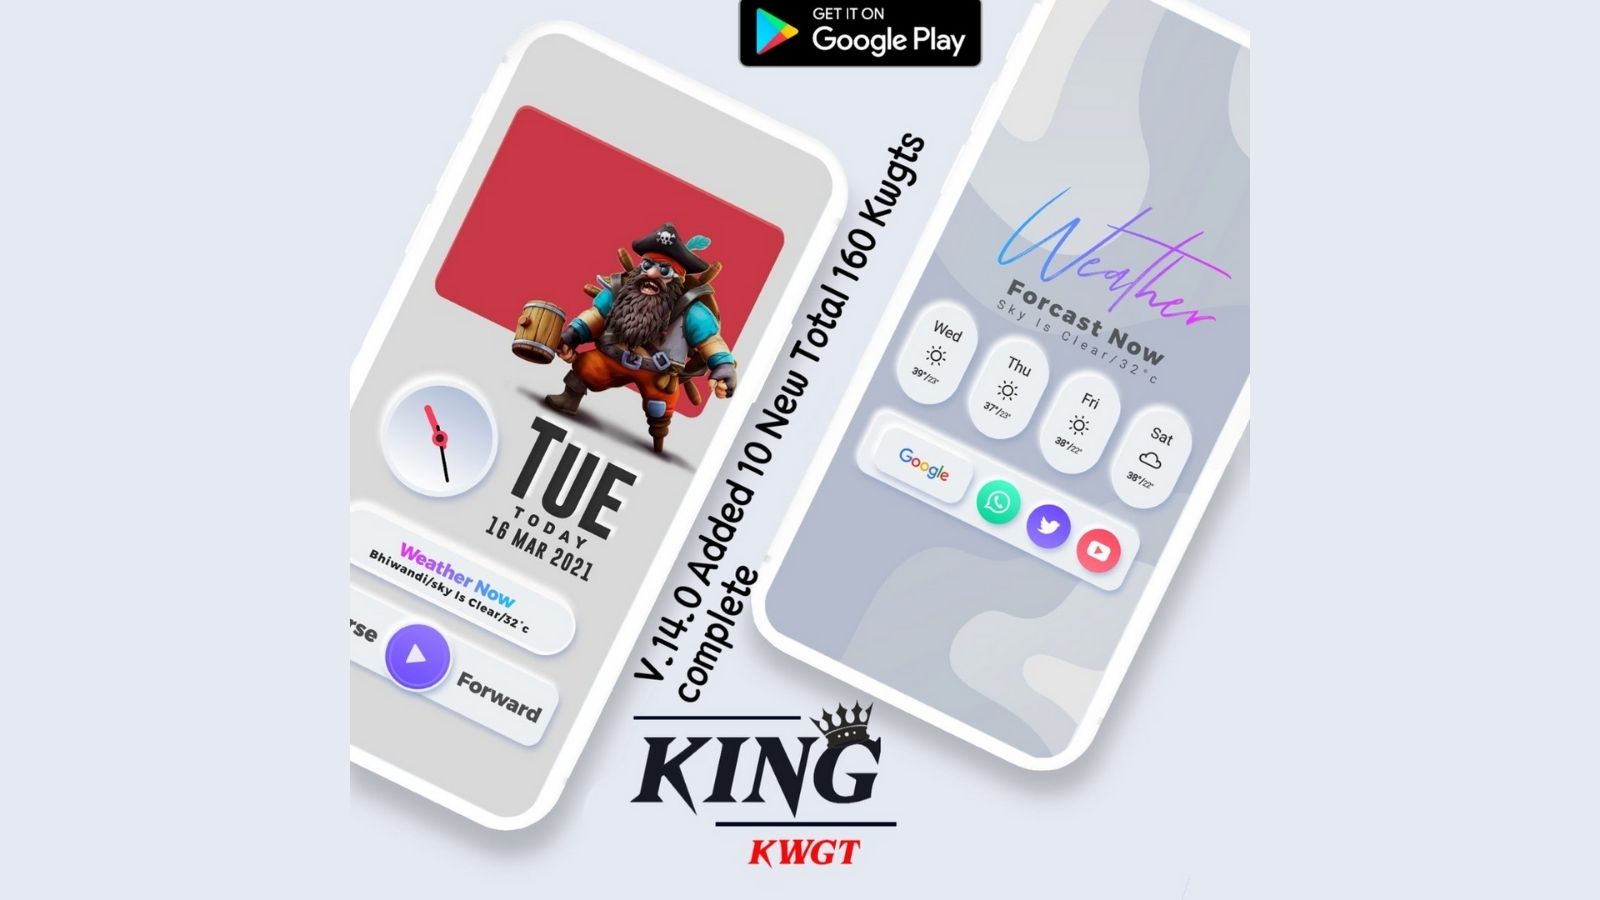 GET IT ON
Google Play
TUE
TODAY
16 MAR 2021
Weather Now
Bhiwandi/sky Is Clear/32°c
rse
Forward
V.14.0 Added 10 New Total 160 Kwgts
complete
Weather
Forcast Now
Sky Is Clear/32°c
Wed
39°/23°
Thu
37°/23°
Fri
38°/22°
Sat
38°/22°
Google
KING
KWGT